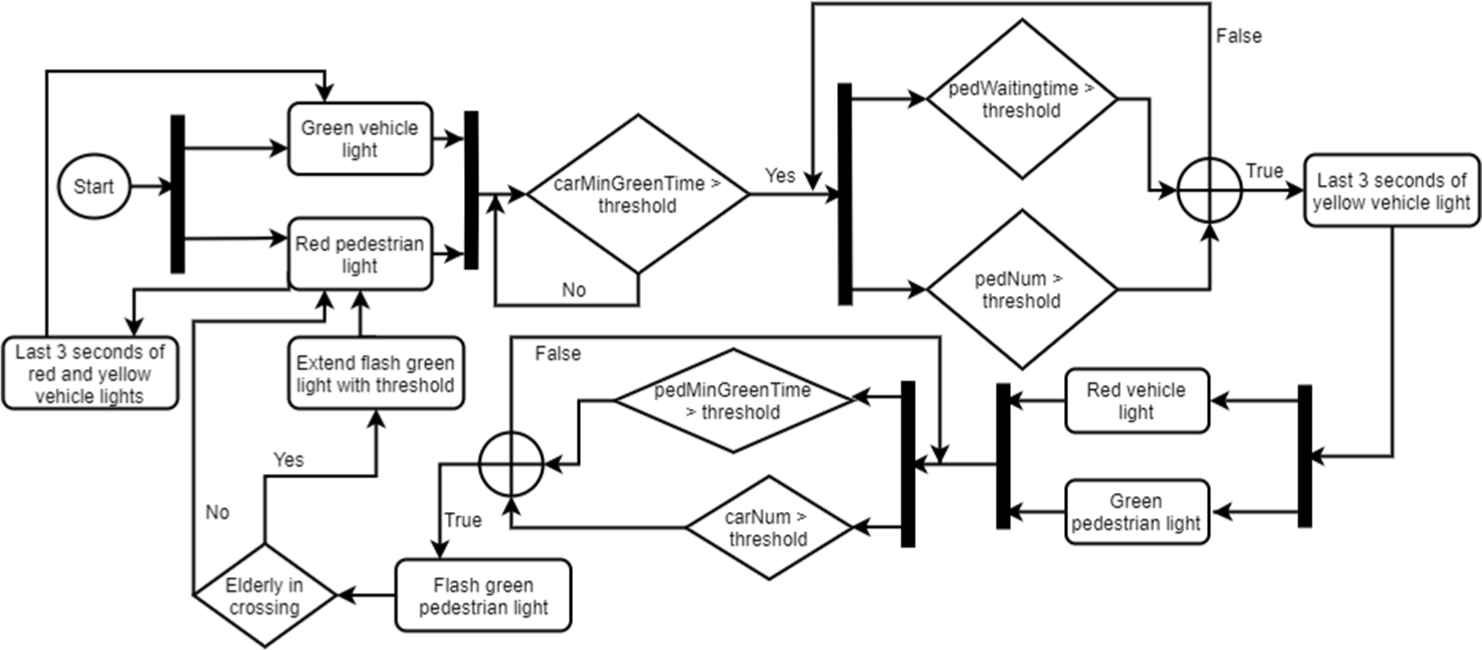 Start
Green vehicle
light
Red pedestrian
light
Last 3 seconds of
red and yellow
vehicle lights
carMinGreenTime >
threshold
Yes
No
pedWaitingtime >
threshold
pedNum >
threshold
False
True
Last 3 seconds of
yellow vehicle light
Red vehicle
light
Green
pedestrian light
pedMinGreenTime
> threshold
carNum >
threshold
False
True
Flash green
pedestrian light
Elderly in
crossing
Yes
No
Extend flash green
light with threshold